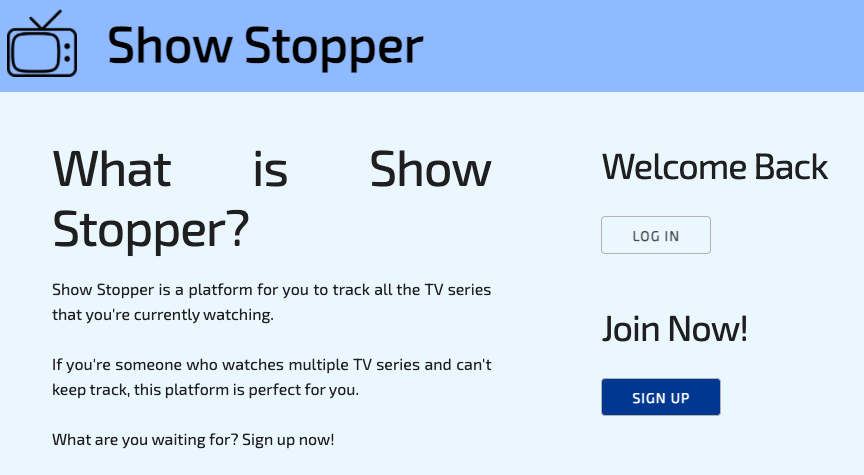 Show Stopper
What is Show
Stopper?
Show Stopper is a platform for you to track all the TV series
that you're currently watching.
If you're someone who watches multiple TV series and can't
keep track, this platform is perfect for you.
What are you waiting for? Sign up now!
Welcome Back
LOG IN
Join Now!
SIGN UP